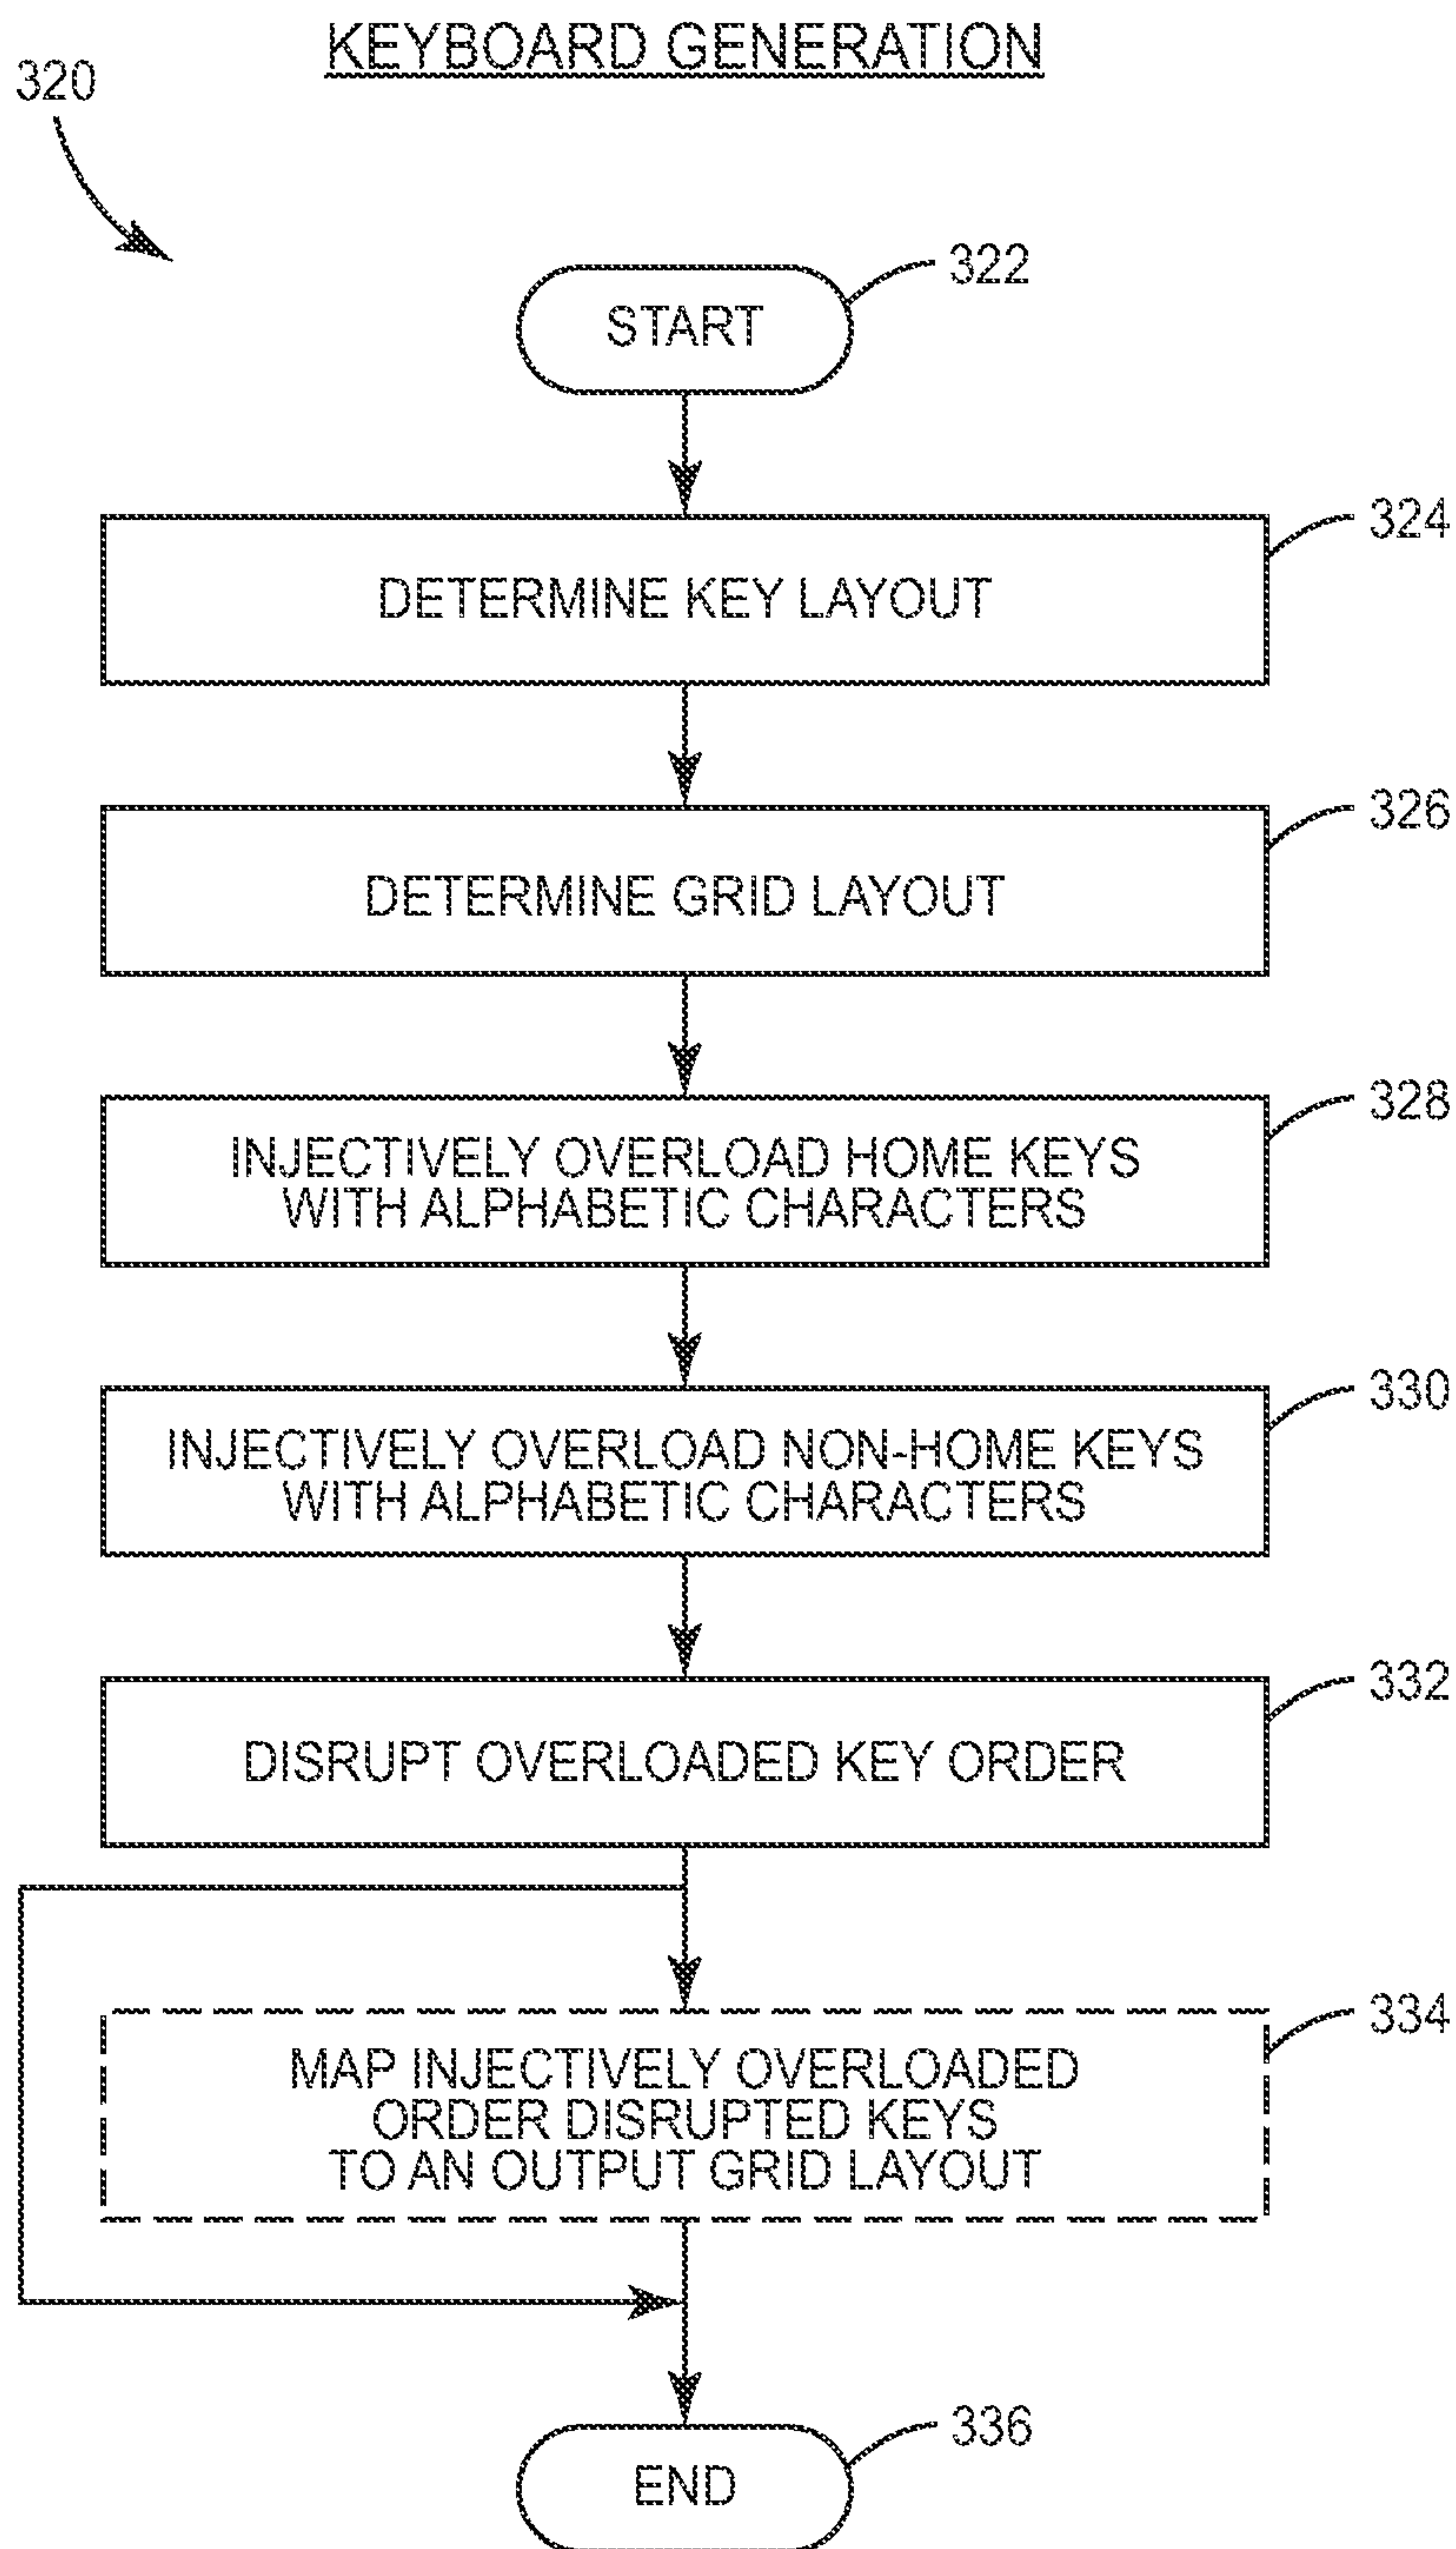 KEYBOARD GENERATION
320
322
START
324
DETERMINE KEY LAYOUT
326
DETERMINE GRID LAYOUT
328
INJECTIVELY OVERLOAD HOME KEYS
WITH ALPHABETIC CHARACTERS
330
INJECTIVELY OVERLOAD NON-HOME KEYS
WITH ALPHABETIC CHARACTERS
332
DISRUPT OVERLOADED KEY ORDER
334
MAP INJECTIVELY OVERLOADED
ORDER DISRUPTED KEYS
TO AN OUTPUT GRID LAYOUT
336
END